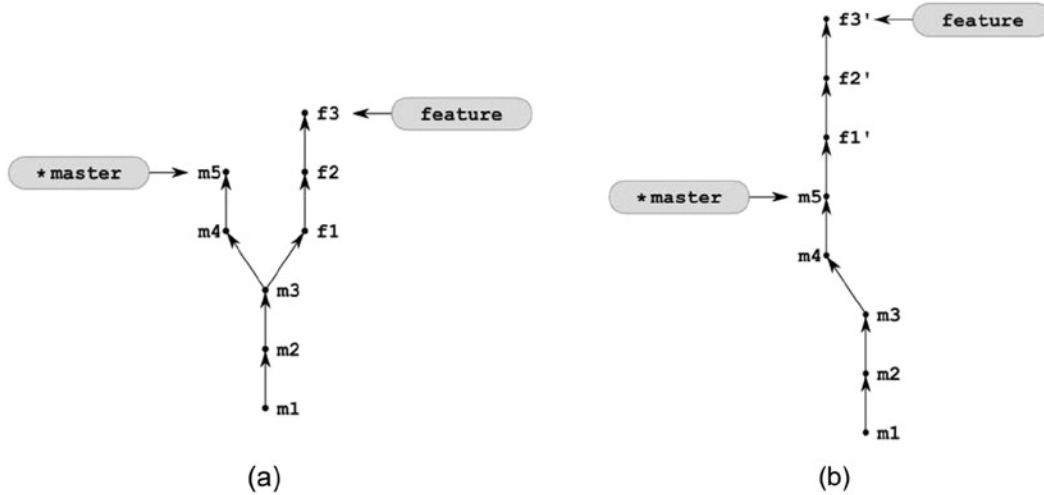 f3
feature
*master
m5
f2
m4
f1
m3
m2
m1
(a)
f3'
feature
f2'
f1'
*master
m5
m4
m3
m2
m1
(b)